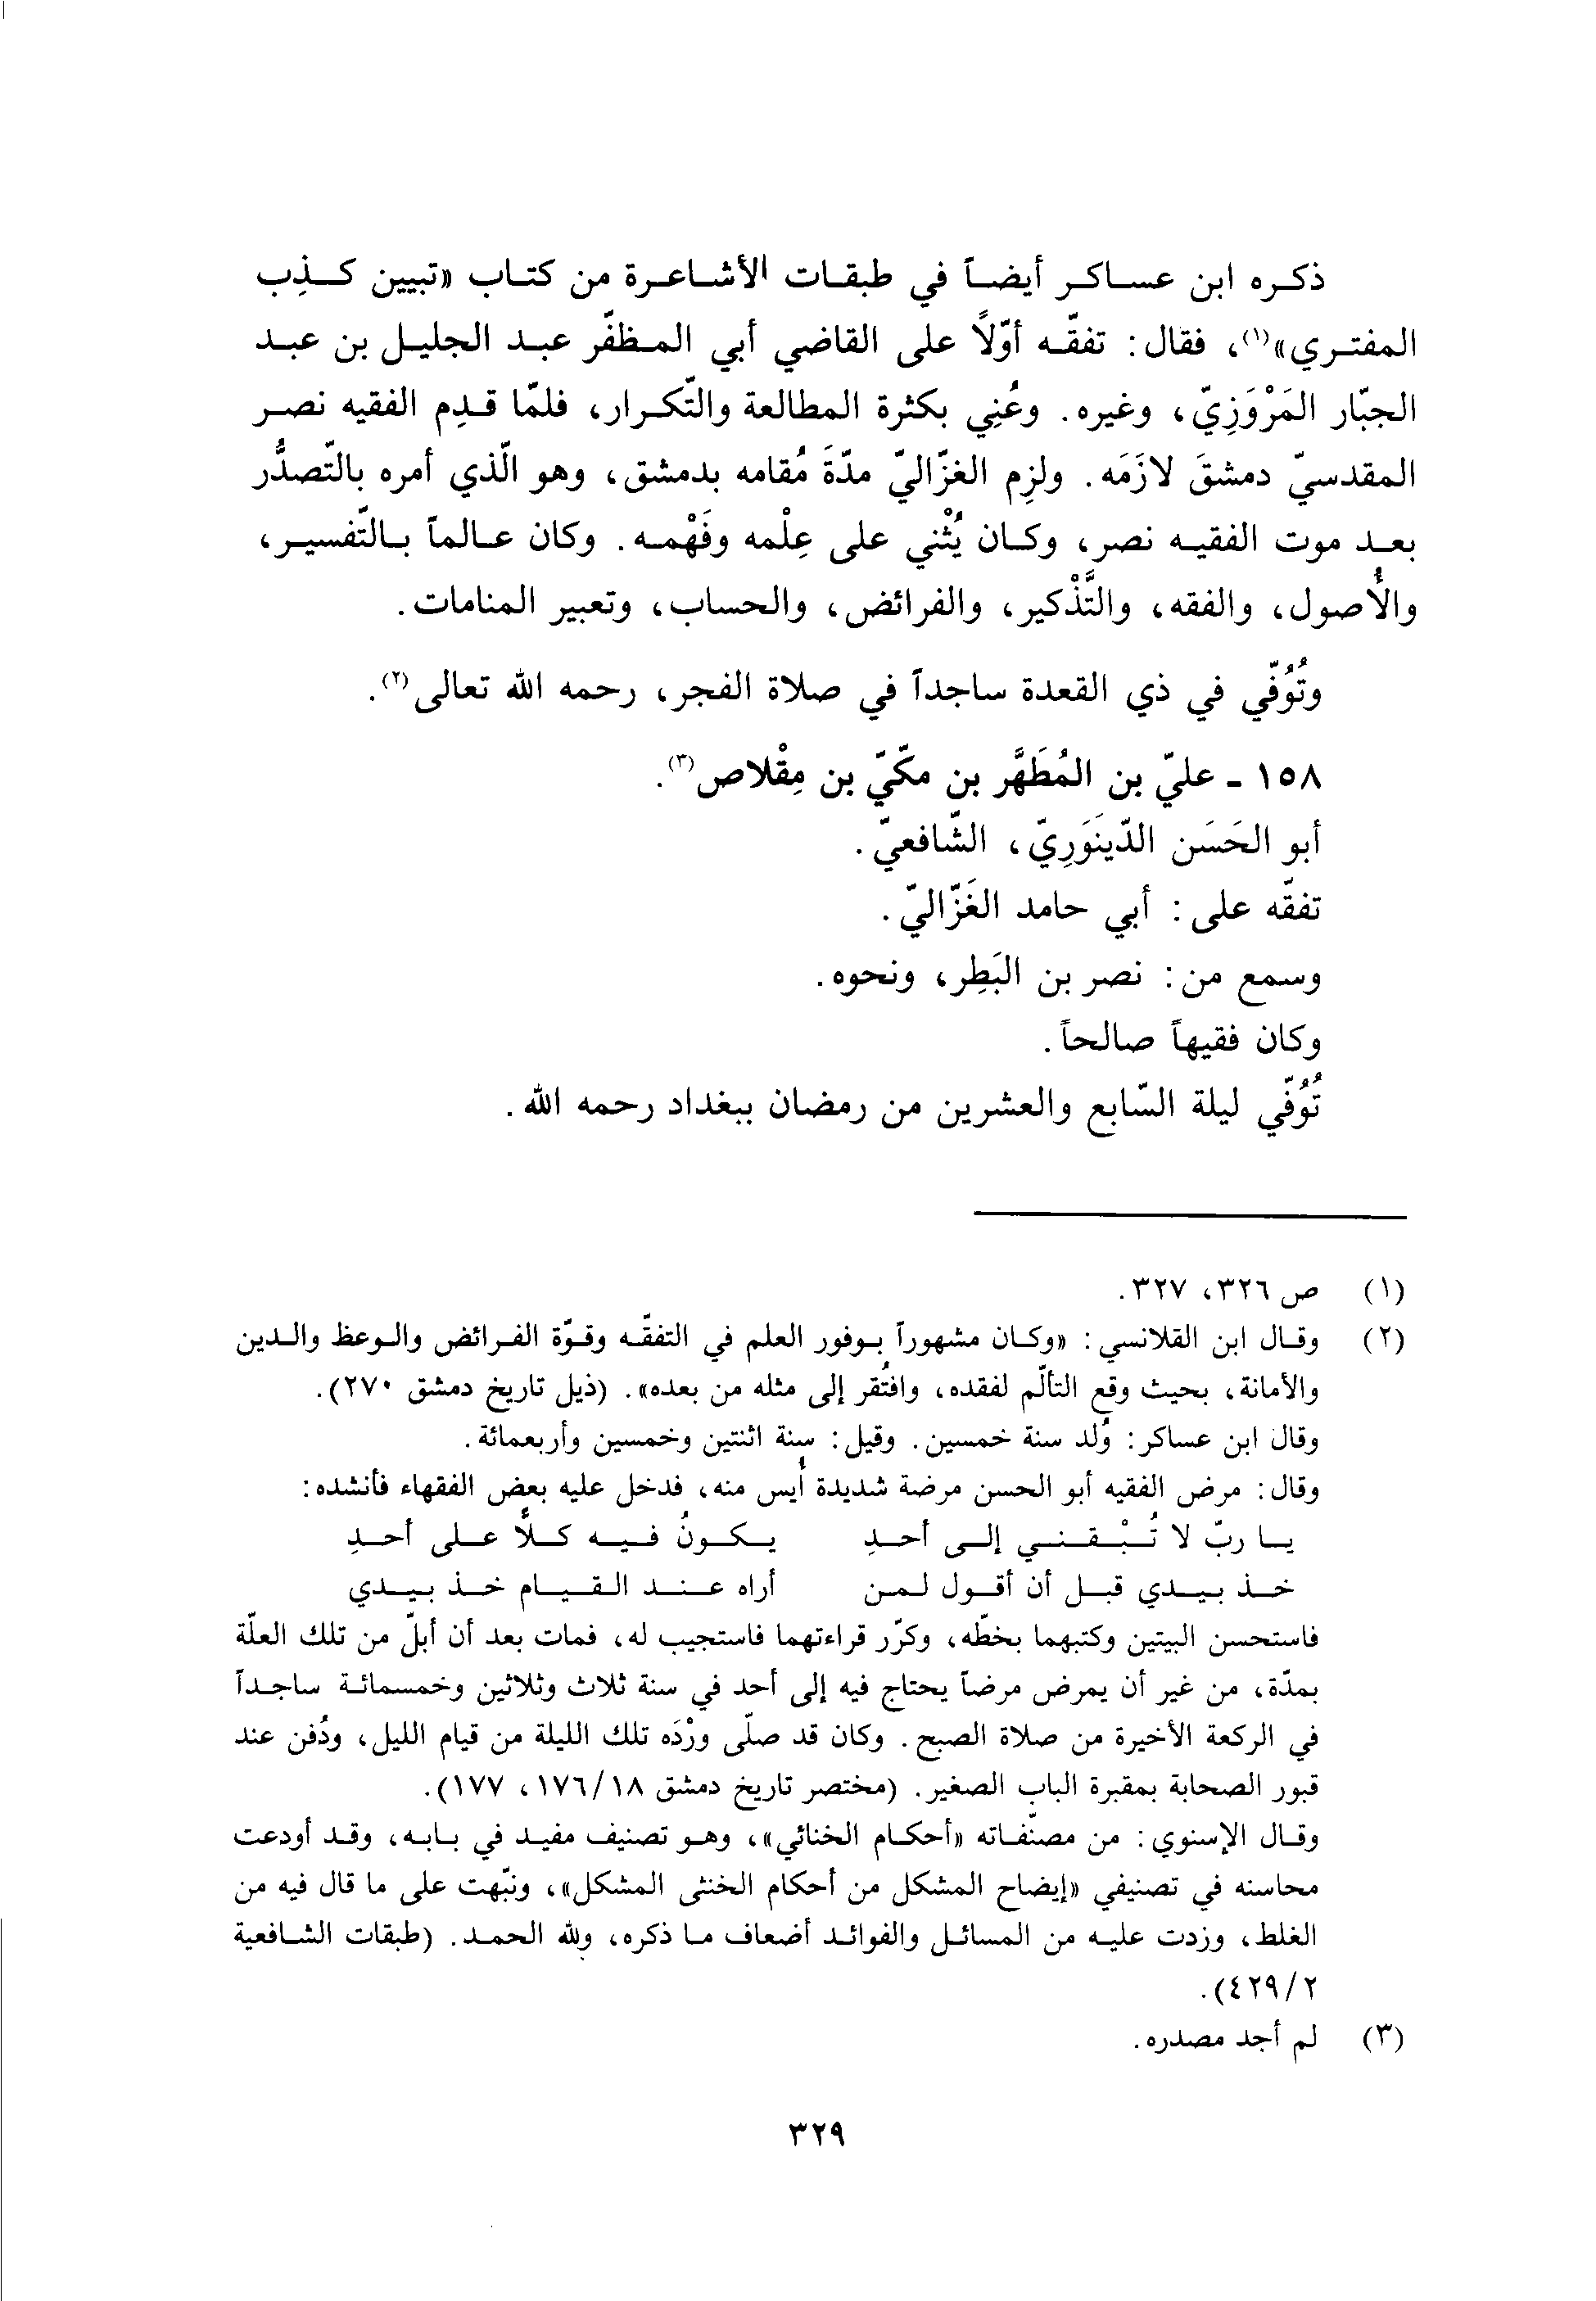 ذكره ابن عساكر أيضاً في طبقات الأشاعرة من كتاب «تبيين كذِب
المفتري»(١)، فقال: تفقّه أوّلاً على القاضي أبي المظفّر عبد الجليل بن عبد
الجبّار المَرْوَزِيّ، وغيره. وعُنِي بكثرة المطالعة والتّكرار، فلمّا قدِم الفقيه نصر
المقدسيّ دمشقَ لازَمَه. ولزِم الغزّاليّ مدّةَ مُقامه بدمشق، وهو الّذي أمره بالتّصدُّر
بعد موت الفقيه نصر، وكان يُثْني على عِلْمه وفَهْمه. وكان عالماً بالتّفسير،
والأُصول، والفقه، والتَّذْكير، والفرائض، والحساب، وتعبير المنامات.
وتُوُفّي في ذي القعدة ساجداً في صلاة الفجر، رحمه الله تعالى(٢).
١٥٨ - عليّ بن المُطَهَّر بن مكّيّ بن مِقْلاص(٣).
أبو الحَسَن الدّينَوَرِيّ، الشّافعيّ.
تفقّه على: أبي حامد الغَزّاليّ.
وسمع من: نصر بن البَطِر، ونحوه.
وكان فقيهاً صالحاً.
تُوُفّي ليلة السّابع والعشرين من رمضان ببغداد رحمه الله.
(١) ص ٣٢٦، ٣٢٧.
(٢) وقال ابن القلانسي: «وكان مشهوراً بوفور العلم في التفقّه وقوّة الفرائض والوعظ والدين
والأمانة، بحيث وقع التألّم لفقده، وافتُقر إلى مثله من بعده». (ذيل تاريخ دمشق ٢٧٠).
وقال ابن عساكر: وُلد سنة خمسين. وقيل: سنة اثنتين وخمسين وأربعمائة.
وقال: مرض الفقيه أبو الحسن مرضة شديدة أُيس منه، فدخل عليه بعض الفقهاء فأنشده:
يا ربّ لا تُبْقني إلى أحدِ يكونُ فيه كلاًّ على أحدِ
خذ بيدي قبل أن أقول لمن أراه عند القيام خذ بيدي
فاستحسن البيتين وكتبهما بخطّه، وكرّر قراءتهما فاستجيب له، فمات بعد أن أبلّ من تلك العلّة
بمدّة، من غير أن يمرض مرضاً يحتاج فيه إلى أحد في سنة ثلاث وثلاثين وخمسمائة ساجداً
في الركعة الأخيرة من صلاة الصبح. وكان قد صلّى ورْدَه تلك الليلة من قيام الليل، ودُفن عند
قبور الصحابة بمقبرة الباب الصغير. (مختصر تاريخ دمشق ١٧٦/١٨، ١٧٧).
وقال الإسنوي: من مصنّفاته «أحكام الخنائي»، وهو تصنيف مفيد في بابه، وقد أودعت
محاسنه في تصنيفي «إيضاح المشكل من أحكام الخنثى المشكل»، ونبّهت على ما قال فيه من
الغلط، وزدت عليه من المسائل والفوائد أضعاف ما ذكره، ولله الحمد. (طبقات الشافعية
٤٢٩/٢).
(٣) لم أجد مصدره.
٣٢٩